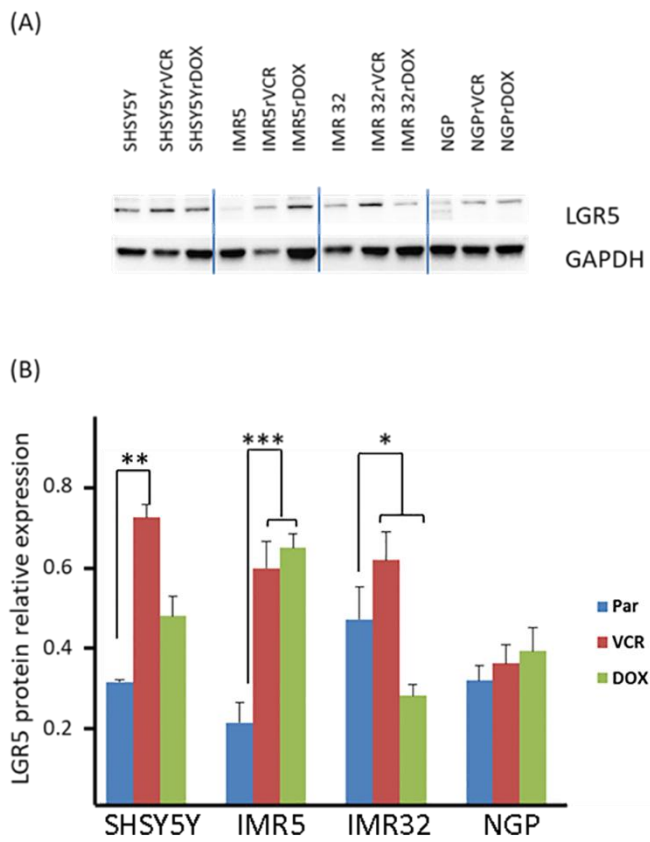 (A)
SHSY5Y
SHSY5YrVCR
SHSY5YrDOX
IMR5
IMR5rVCR
IMR5rDOX
IMR 32
IMR 32rVCR
IMR 32rDOX
NGP
NGPrVCR
NGPrDOX
LGR5
GAPDH
(B)
LGR5 protein relative expression
0.8
0.6
0.4
0.2
**
***
*
Par
VCR
DOX
SHSY5Y IMR5 IMR32 NGP